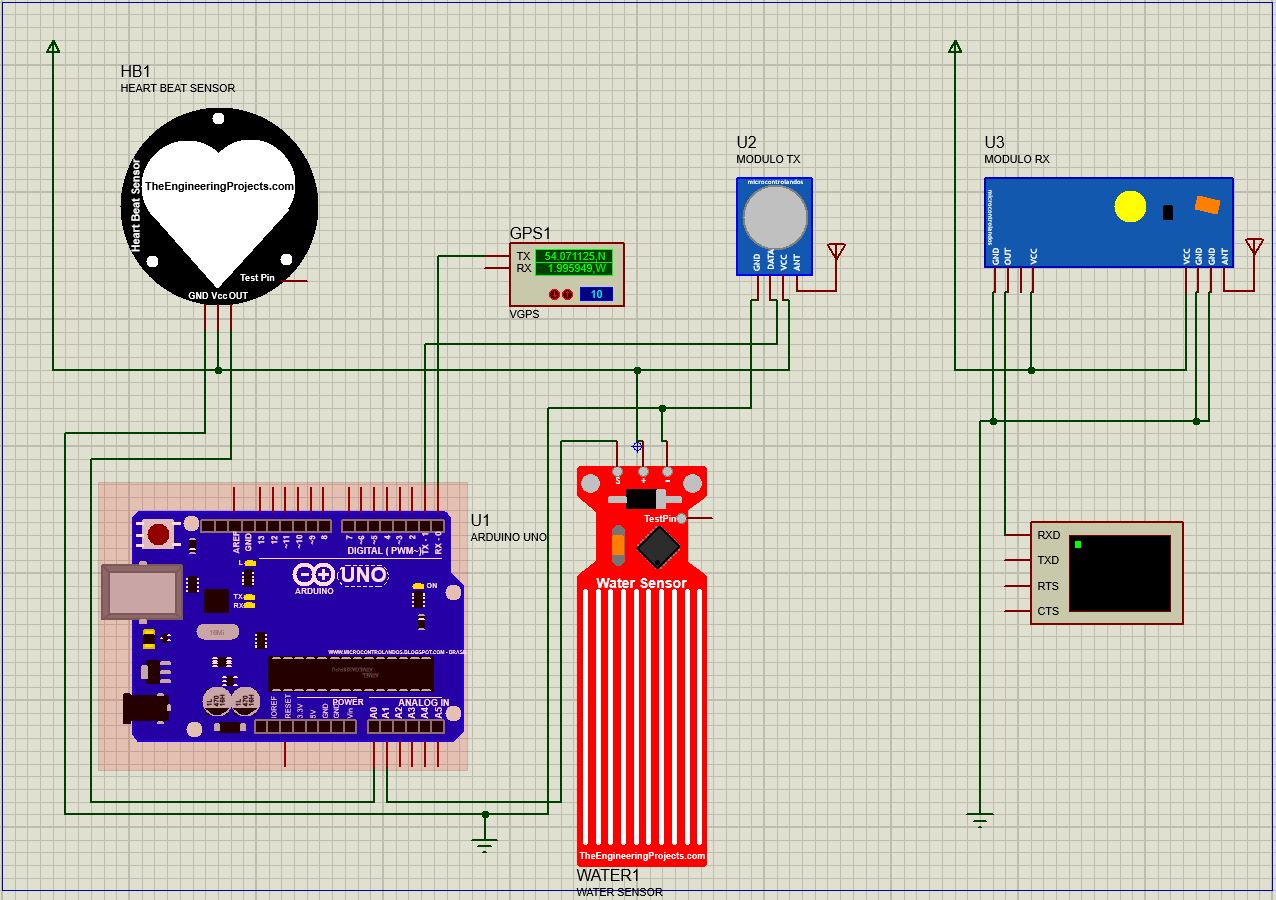 HB1
HEART BEAT SENSOR
Heart Beat Sensor
TheEngineeringProjects.com
Test Pin
GND Vcc OUT
GPS1
TX
RX
54.071125,N
1.995949,W
10
VGPS
U2
MODULO TX
microcontrolandos
GND
DATA
VCC
ANT
U3
MODULO RX
microcontrolandos
GND
OUT
VCC
VCC
GND
GND
ANT
U1
ARDUINO UNO
AREF
GND
13
12
~11
~10
~9
8
7
~6
~5
4
~3
2
TX - 1
RX - 0
DIGITAL ( PWM~)
L
UNO
ARDUINO
TX
RX
ON
WWW.MICROCONTROLANDOS.BLOGSPOT.COM
IOREF
RESET
3.3V
5V
GND
GND
Vin
POWER
ANALOG IN
A0
A1
A2
A3
A4
A5
S
+
-
TestPin
Water Sensor
TheEngineeringProjects.com
WATER1
WATER SENSOR
RXD
TXD
RTS
CTS